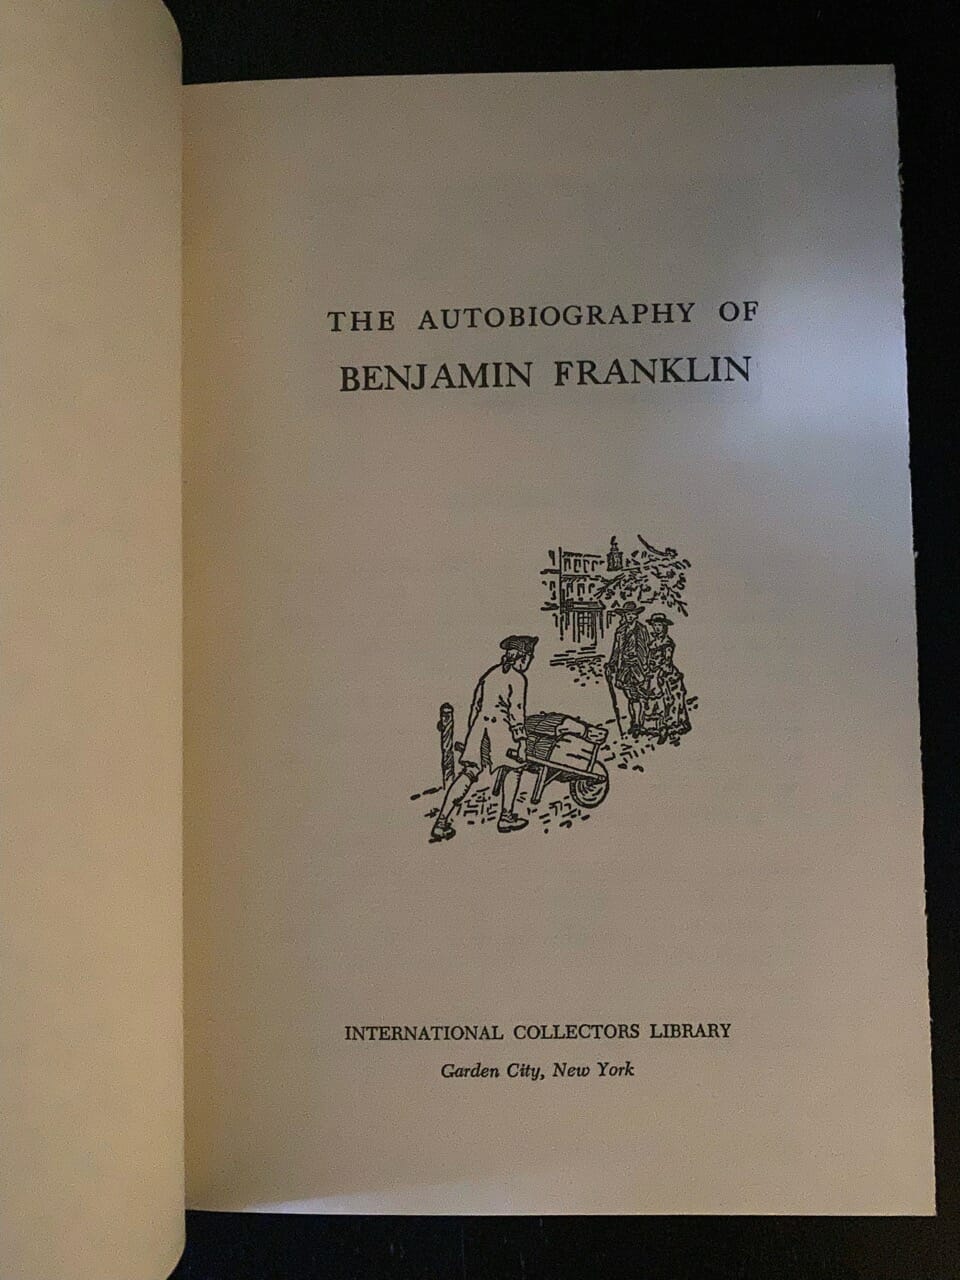 THE AUTOBIOGRAPHY OF
BENJAMIN FRANKLIN
INTERNATIONAL COLLECTORS LIBRARY
Garden City, New York